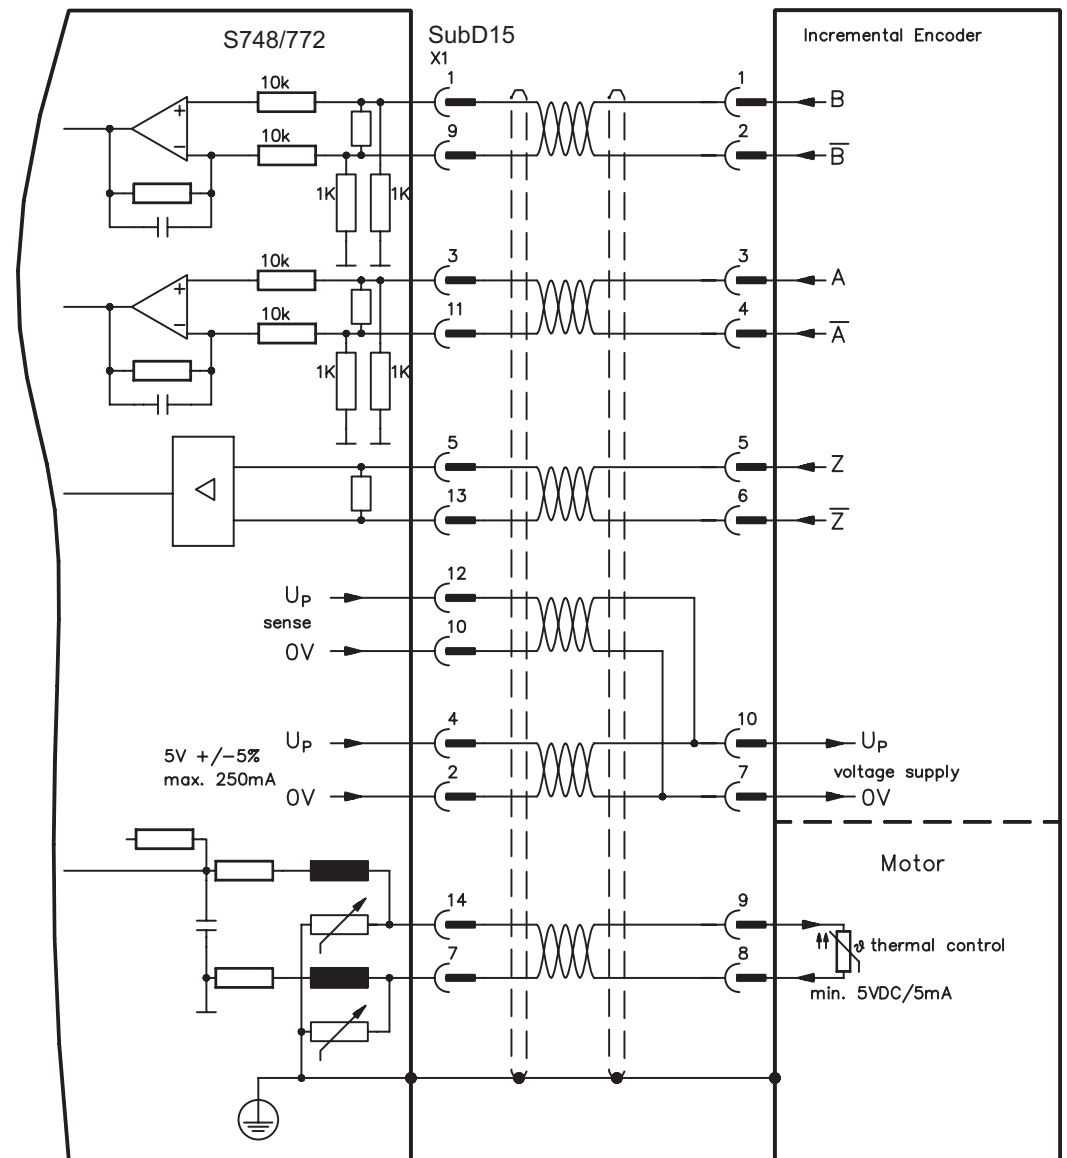 S748/772
SubD15
X1
Incremental Encoder
10k
1
1
B
10k
9
2
B̅
1K
1K
10k
3
3
A
10k
11
4
A̅
1K
1K
5
5
Z
13
6
Z̅
UP
12
sense
0V
10
UP
4
10
UP
5V +/-5%
max. 250mA
voltage supply
0V
2
7
0V
Motor
14
9
ϑ thermal control
7
8
min. 5VDC/5mA